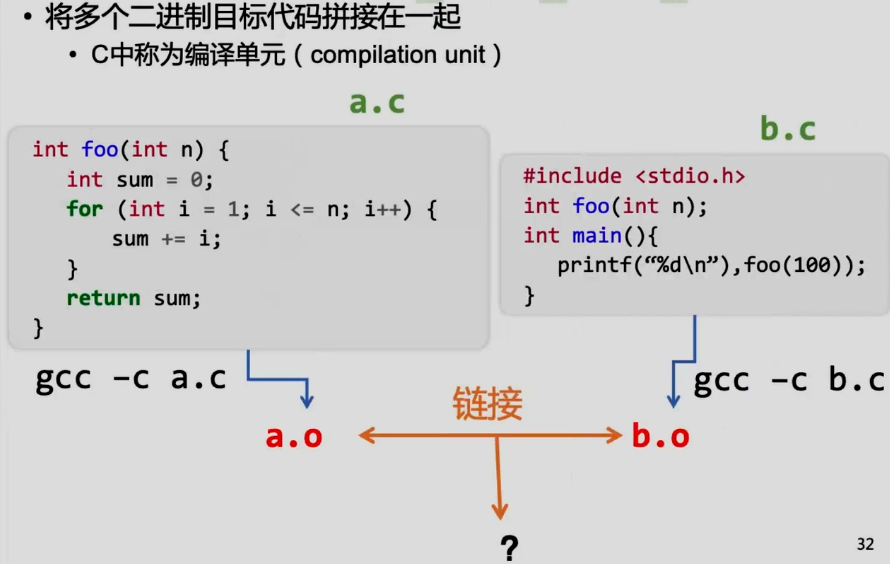 • 将多个二进制目标代码拼接在一起
• C中称为编译单元（compilation unit）
a.c
int foo(int n) {
int sum = 0;
for (int i = 1; i <= n; i++) {
sum += i;
}
return sum;
}
b.c
#include <stdio.h>
int foo(int n);
int main(){
printf(“%d\n”),foo(100));
}
gcc –c a.c
gcc –c b.c
链接
a.o
b.o
?
32